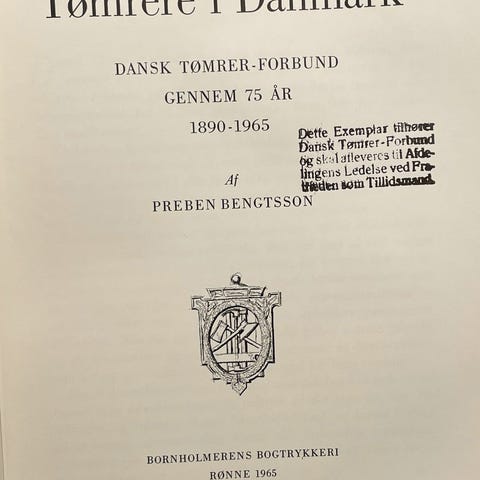 Tømrere i Danmark
DANSK TØMRER-FORBUND
GENNEM 75 ÅR
1890-1965
Dette Exemplar tilhører
Dansk Tømrer-Forbund
og skal afleveres til Afde-
lingens Ledelse ved Fra-
træden som Tillidsmand.
Af
PREBEN BENGTSSON
BORNHOLMERENS BOGTRYKKERI
RØNNE 1965